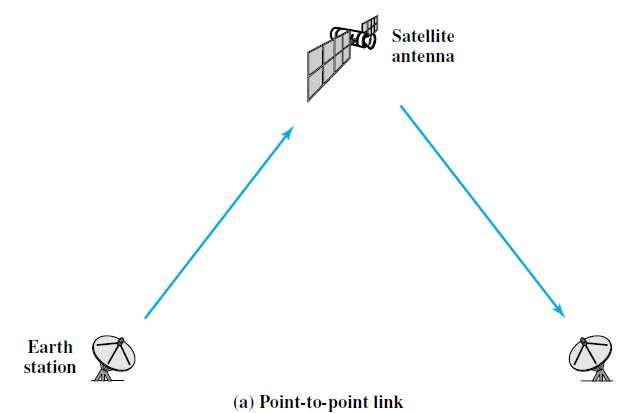 Satellite
antenna
Earth
station
(a) Point-to-point link